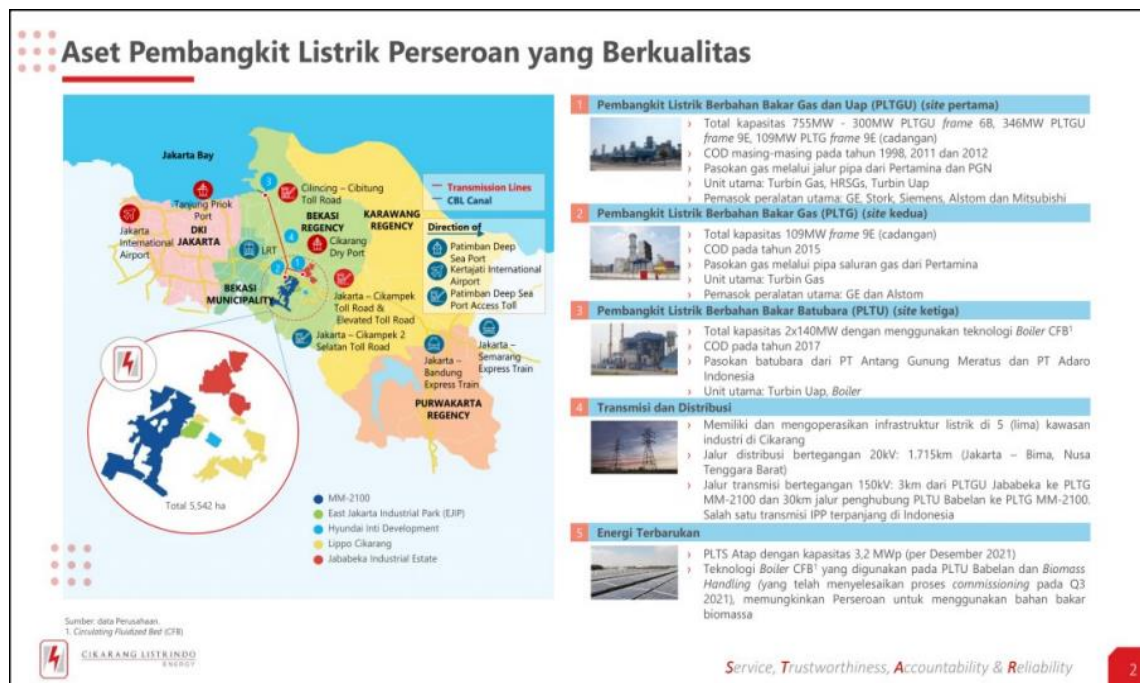 Aset Pembangkit Listrik Perseroan yang Berkualitas
Jakarta Bay
Tanjung Priok
Port
Jakarta
International
Airport
DKI
JAKARTA
Cilincing – Cibitung
Toll Road
BEKASI
REGENCY
KARAWANG
REGENCY
LRT
Cikarang
Dry Port
BEKASI
MUNICIPALITY
Jakarta – Cikampek
Toll Road &
Elevated Toll Road
Jakarta – Cikampek 2
Selatan Toll Road
Jakarta –
Bandung
Express Train
Jakarta –
Semarang
Express Train
PURWAKARTA
REGENCY
3
4
2
1
Transmission Lines
CBL Canal
Direction of
Patimban Deep
Sea Port
Kertajati International
Airport
Patimban Deep Sea
Port Access Toll
Total 5,542 ha
MM-2100
East Jakarta Industrial Park (EJIP)
Hyundai Inti Development
Lippo Cikarang
Jababeka Industrial Estate
1 Pembangkit Listrik Berbahan Bakar Gas dan Uap (PLTGU) (site pertama)
› Total kapasitas 755MW - 300MW PLTGU frame 6B, 346MW PLTGU
frame 9E, 109MW PLTG frame 9E (cadangan)
› COD masing-masing pada tahun 1998, 2011 dan 2012
› Pasokan gas melalui jalur pipa dari Pertamina dan PGN
› Unit utama: Turbin Gas, HRSGs, Turbin Uap
› Pemasok peralatan utama: GE, Stork, Siemens, Alstom dan Mitsubishi
2 Pembangkit Listrik Berbahan Bakar Gas (PLTG) (site kedua)
› Total kapasitas 109MW frame 9E (cadangan)
› COD pada tahun 2015
› Pasokan gas melalui pipa saluran gas dari Pertamina
› Unit utama: Turbin Gas
› Pemasok peralatan utama: GE dan Alstom
3 Pembangkit Listrik Berbahan Bakar Batubara (PLTU) (site ketiga)
› Total kapasitas 2x140MW dengan menggunakan teknologi Boiler CFB¹
› COD pada tahun 2017
› Pasokan batubara dari PT Antang Gunung Meratus dan PT Adaro
Indonesia
› Unit utama: Turbin Uap, Boiler
4 Transmisi dan Distribusi
› Memiliki dan mengoperasikan infrastruktur listrik di 5 (lima) kawasan
industri di Cikarang
› Jalur distribusi bertegangan 20kV: 1.715km (Jakarta – Bima, Nusa
Tenggara Barat)
› Jalur transmisi bertegangan 150kV: 3km dari PLTGU Jababeka ke PLTG
MM-2100 dan 30km jalur penghubung PLTU Babelan ke PLTG MM-2100.
Salah satu transmisi IPP terpanjang di Indonesia
5 Energi Terbarukan
› PLTS Atap dengan kapasitas 3,2 MWp (per Desember 2021)
› Teknologi Boiler CFB¹ yang digunakan pada PLTU Babelan dan Biomass
Handling (yang telah menyelesaikan proses commissioning pada Q3
2021), memungkinkan Perseroan untuk menggunakan bahan bakar
biomassa
Sumber: data Perusahaan.
1. Circulating Fluidized Bed (CFB)
CIKARANG LISTRINDO
ENERGY
Service, Trustworthiness, Accountability & Reliability
2